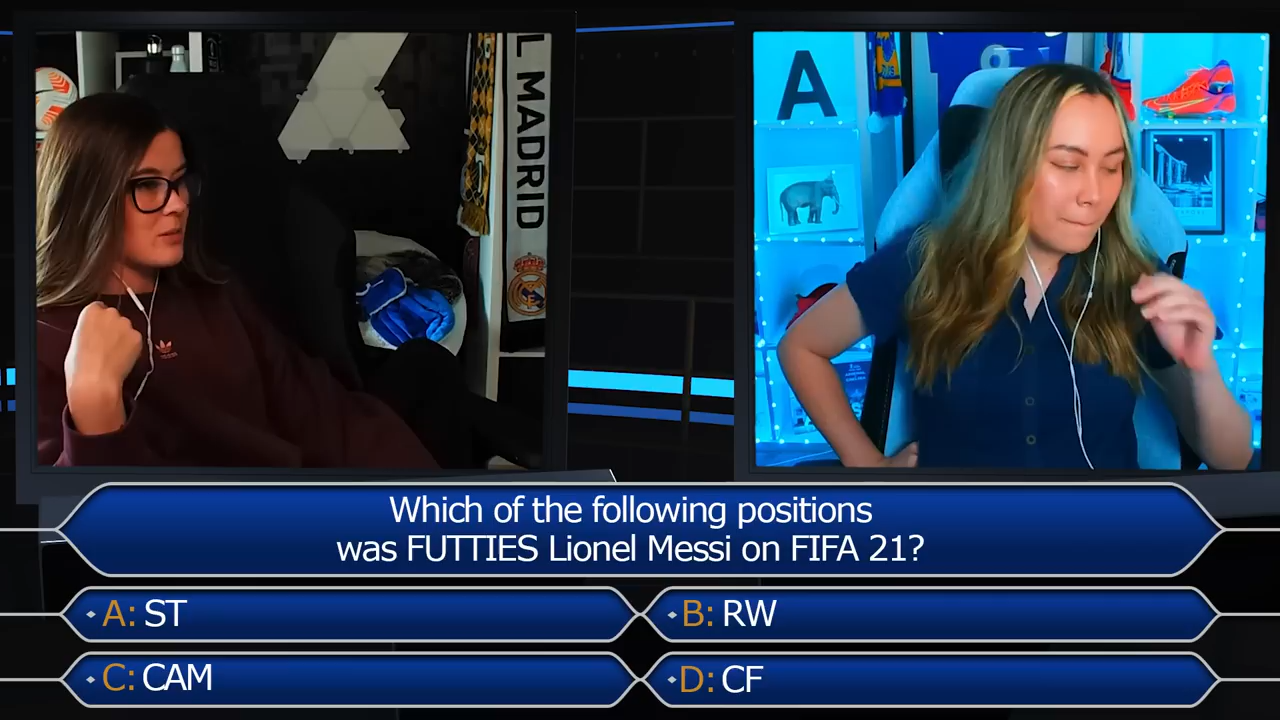 L MADRID
A
Which of the following positions
was FUTTIES Lionel Messi on FIFA 21?
A: ST
B: RW
C: CAM
D: CF